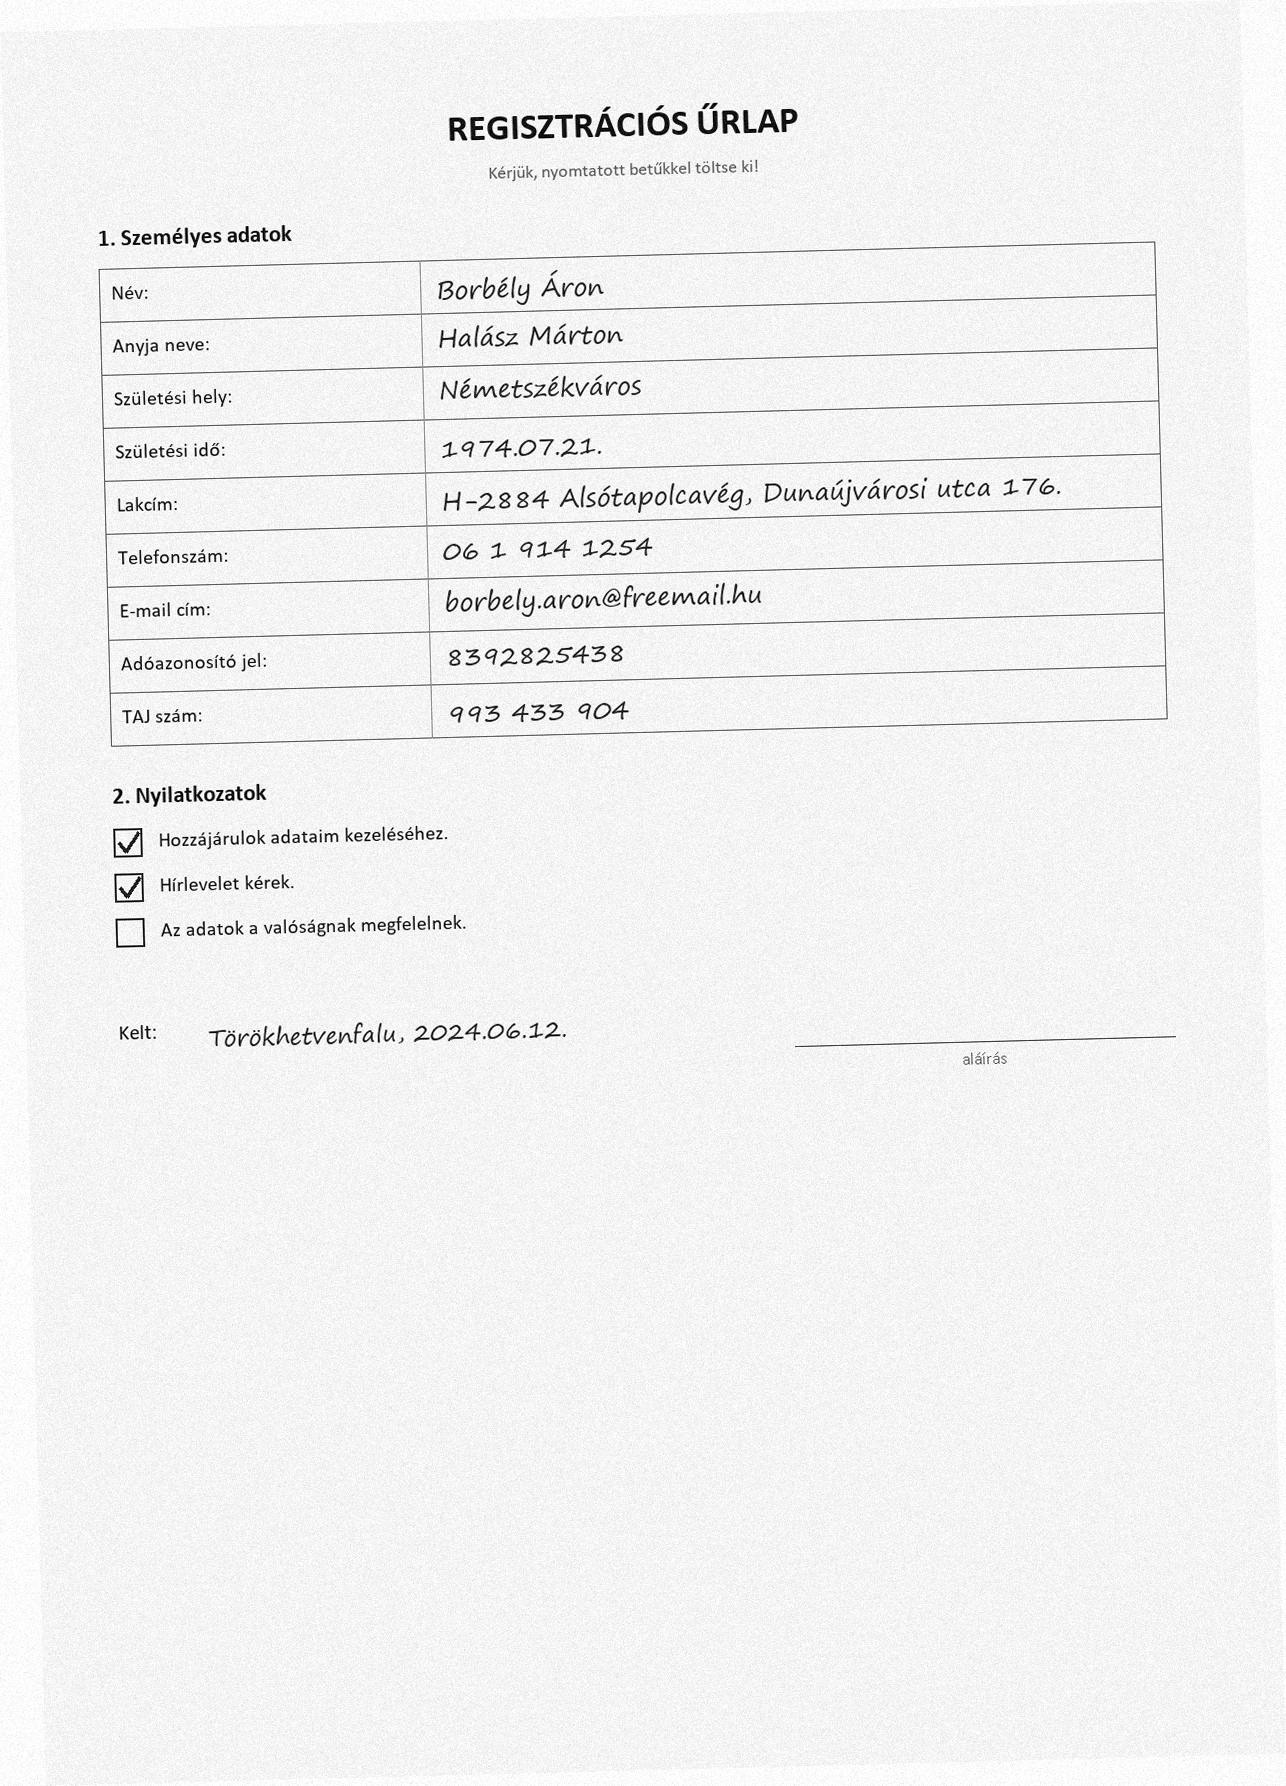 REGISZTRÁCIÓS ŰRLAP
Kérjük, nyomtatott betűkkel töltse ki!
1. Személyes adatok
Név: Borbély Áron
Anyja neve: Halász Márton
Születési hely: Németszékváros
Születési idő: 1974.07.21.
Lakcím: H-2884 Alsótapolcavég, Dunaújvárosi utca 176.
Telefonszám: 06 1 914 1254
E-mail cím: borbely.aron@freemail.hu
Adóazonosító jel: 8392825438
TAJ szám: 993 433 904
2. Nyilatkozatok
Hozzájárulok adataim kezeléséhez.
Hírlevelet kérek.
Az adatok a valóságnak megfelelnek.
Kelt: Törökhetvenfalu, 2024.06.12.
aláírás